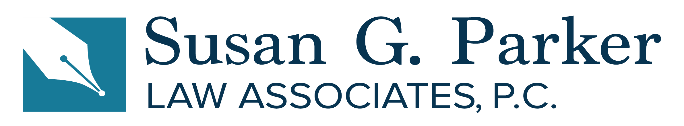 Susan G. Parker
LAW ASSOCIATES, P.C.